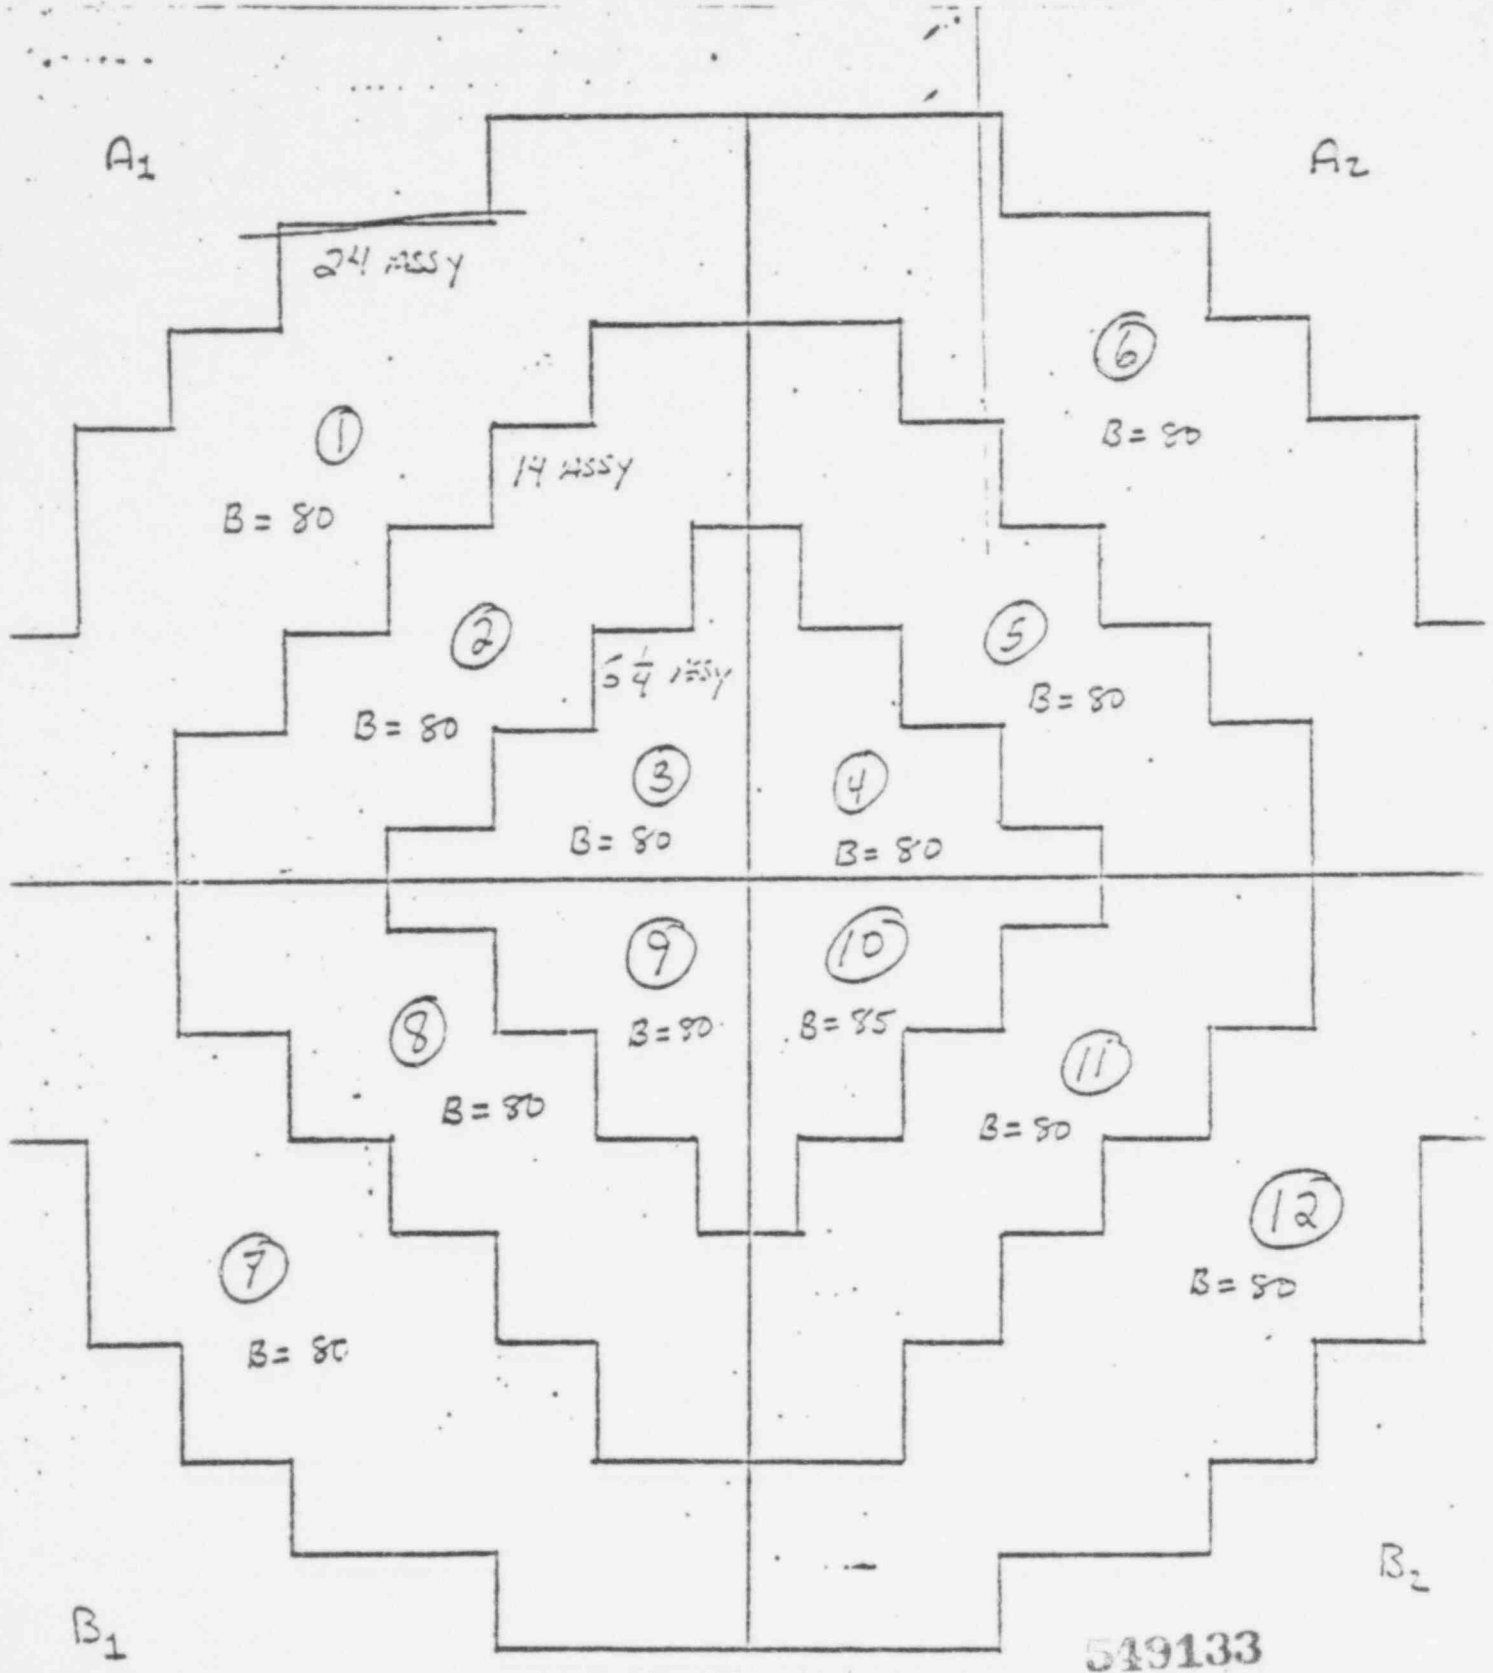 A1
A2
24 ASSY
6
B = 80
1
14 ASSY
B = 80
2
5
6 1/4 ASSY
B = 80
B = 80
3
4
B = 80
B = 80
9
10
8
B = 80
B = 85
11
B = 80
B = 80
12
7
B = 80
B = 80
B2
B1
549133